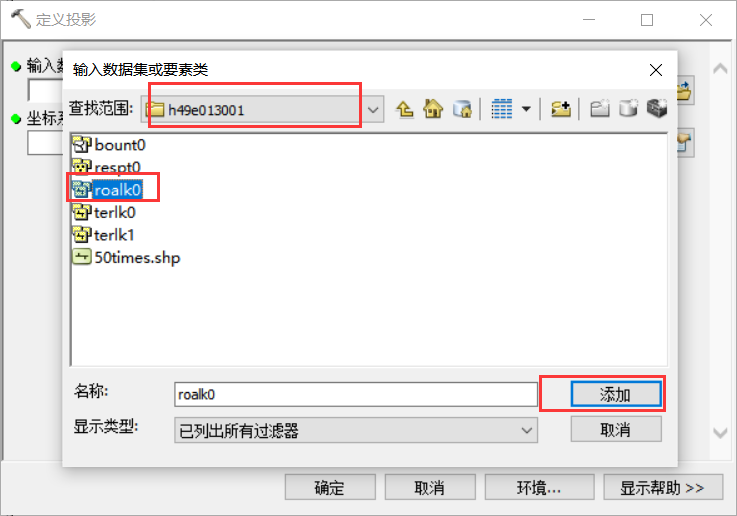 定义投影
输入数
坐标系
输入数据集或要素类
查找范围: h49e013001
bount0
respt0
roalk0
terlk0
terlk1
50times.shp
名称: roalk0 添加
显示类型: 已列出所有过滤器 取消
确定 取消 环境... 显示帮助 >>